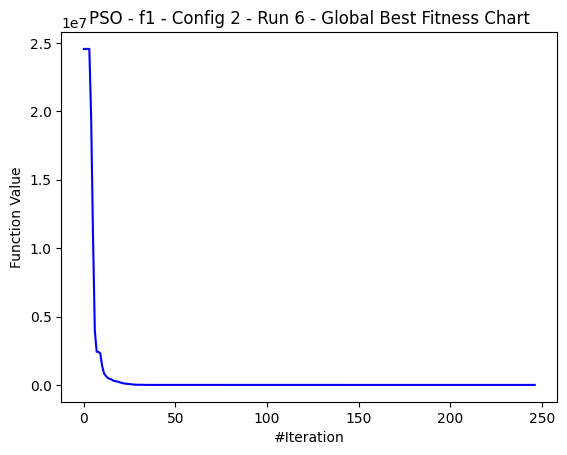 PSO - f1 - Config 2 - Run 6 - Global Best Fitness Chart
1e7
2.5
2.0
1.5
1.0
0.5
0.0
Function Value
0 50 100 150 200 250
#Iteration